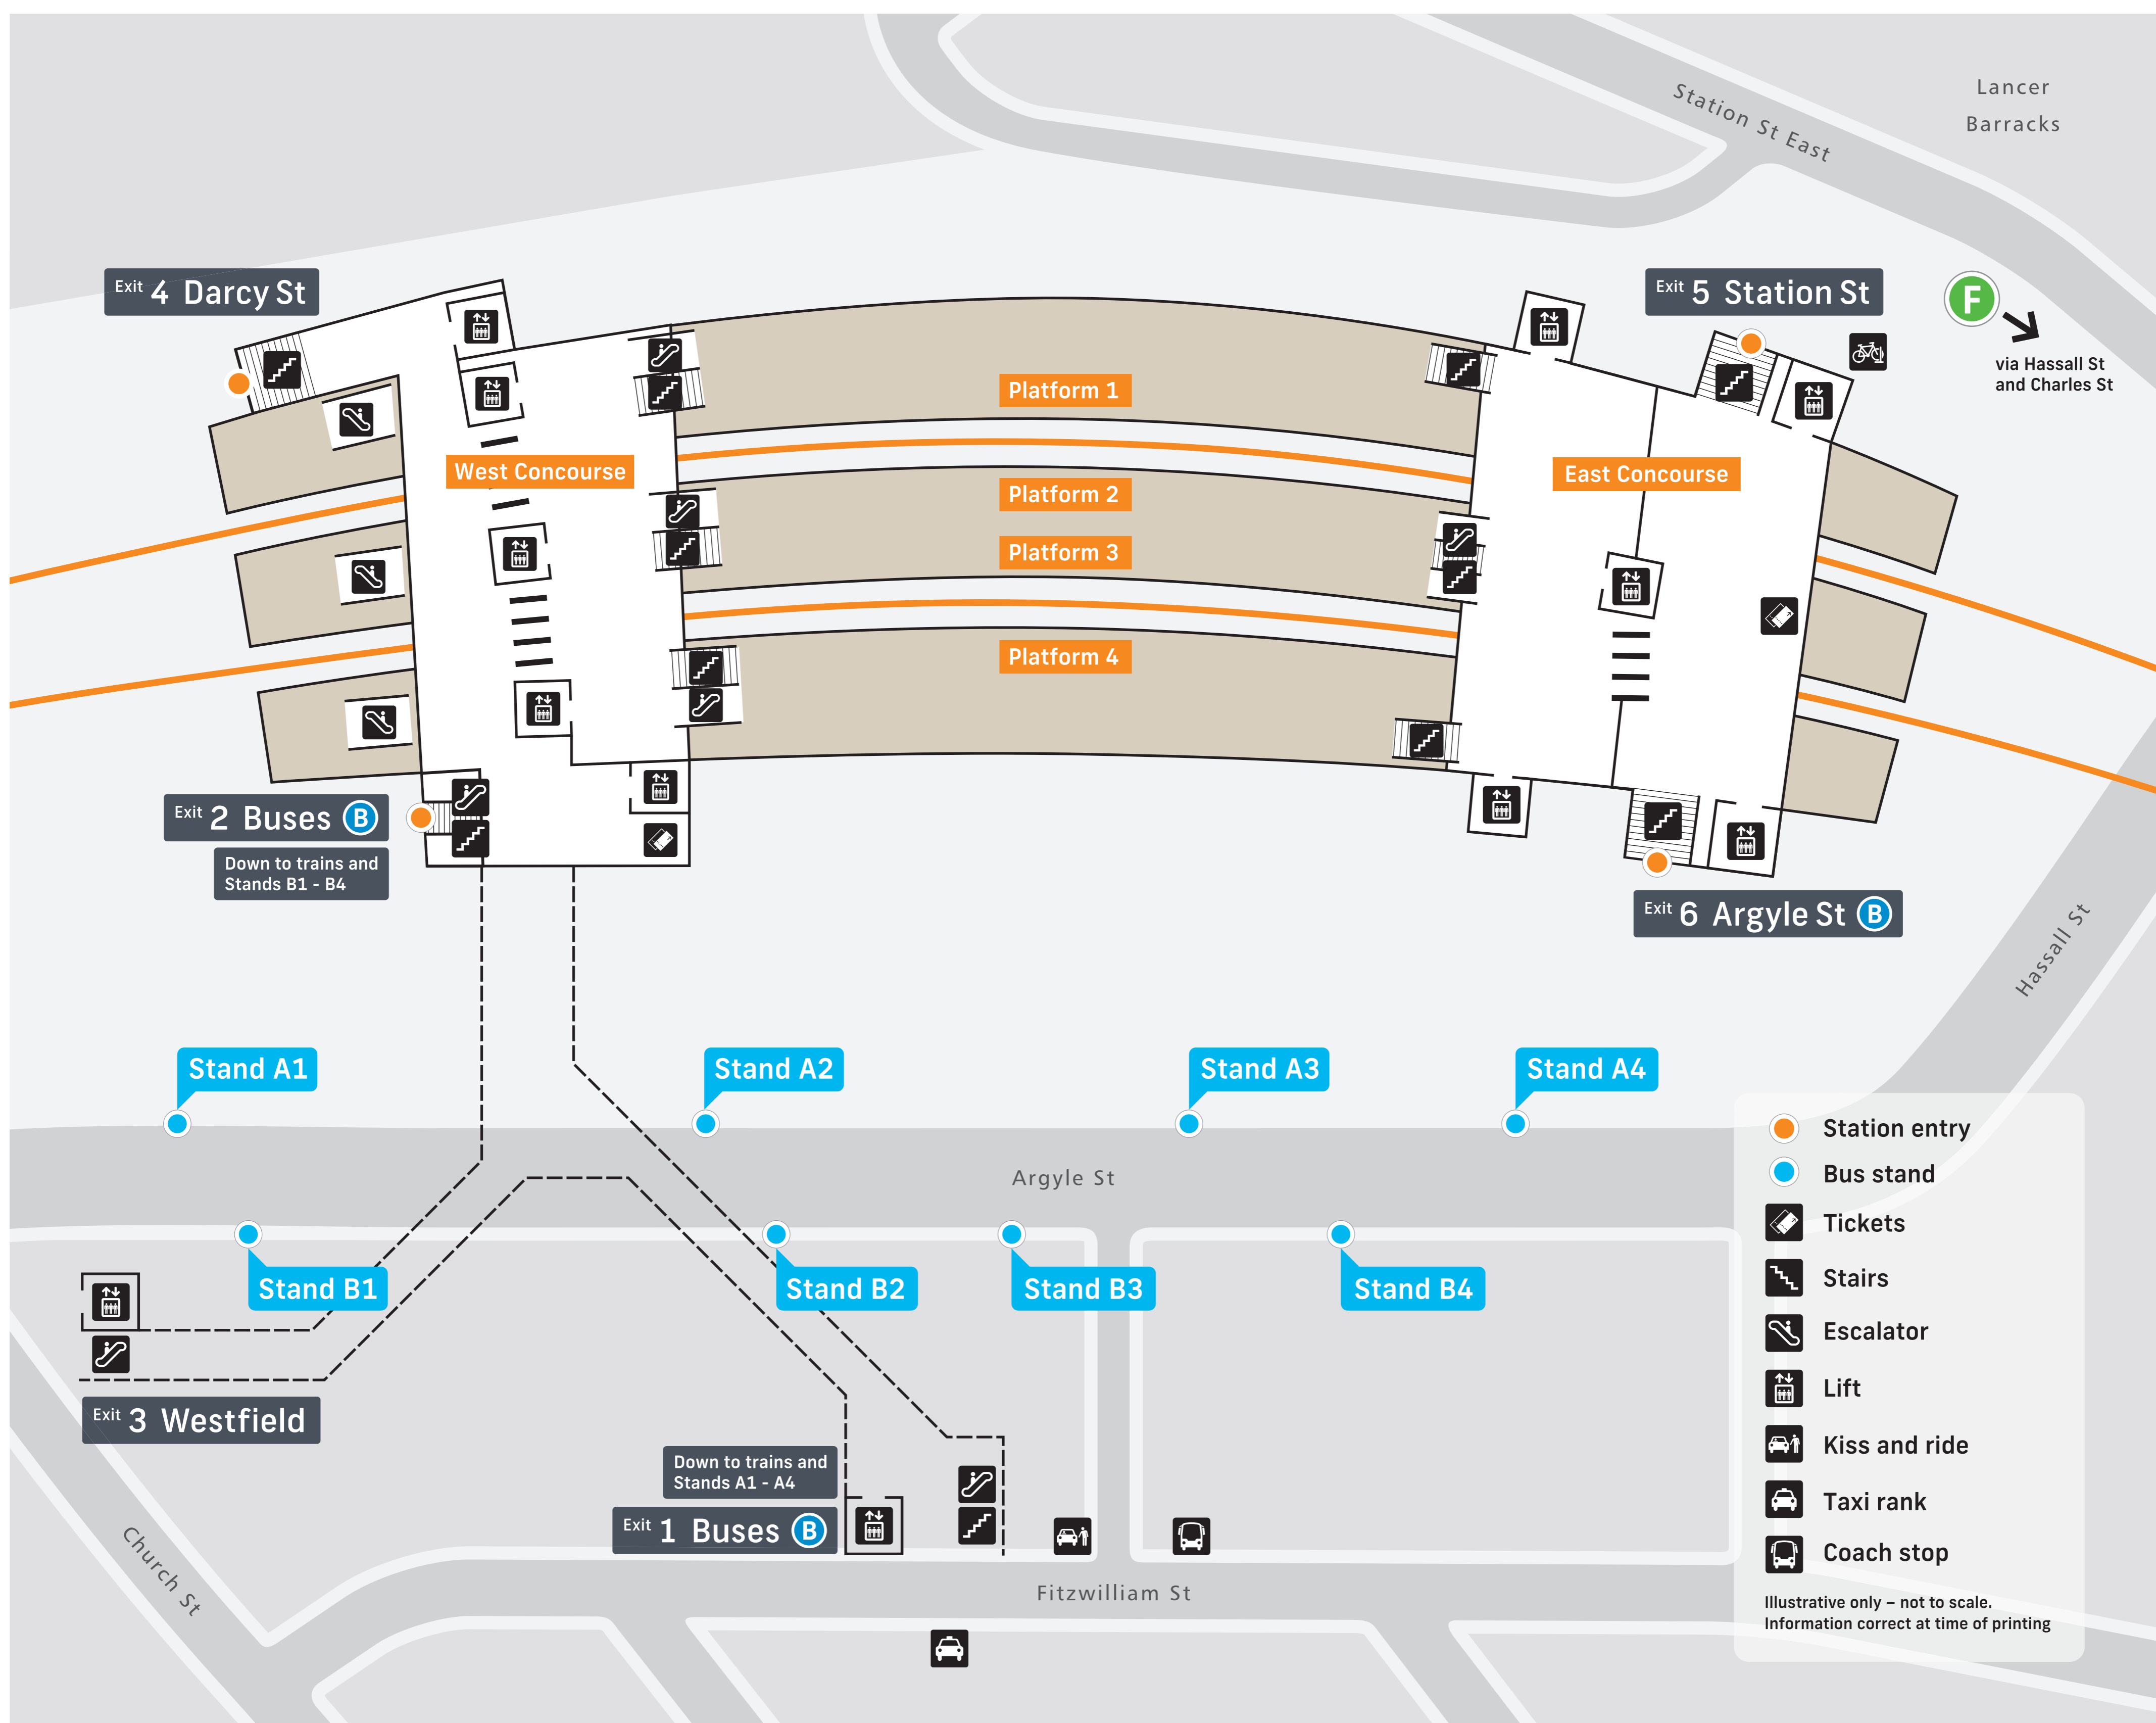 Lancer
Barracks
Station St East
Exit 4 Darcy St
Exit 5 Station St
F
via Hassall St
and Charles St
Platform 1
West Concourse
East Concourse
Platform 2
Platform 3
Platform 4
Exit 2 Buses B
Down to trains and
Stands B1 - B4
Exit 6 Argyle St B
Hassall St
Stand A1
Stand A2
Stand A3
Stand A4
Argyle St
Stand B1
Stand B2
Stand B3
Stand B4
Exit 3 Westfield
Down to trains and
Stands A1 - A4
Exit 1 Buses B
Church St
Fitzwilliam St
Station entry
Bus stand
Tickets
Stairs
Escalator
Lift
Kiss and ride
Taxi rank
Coach stop
Illustrative only – not to scale.
Information correct at time of printing